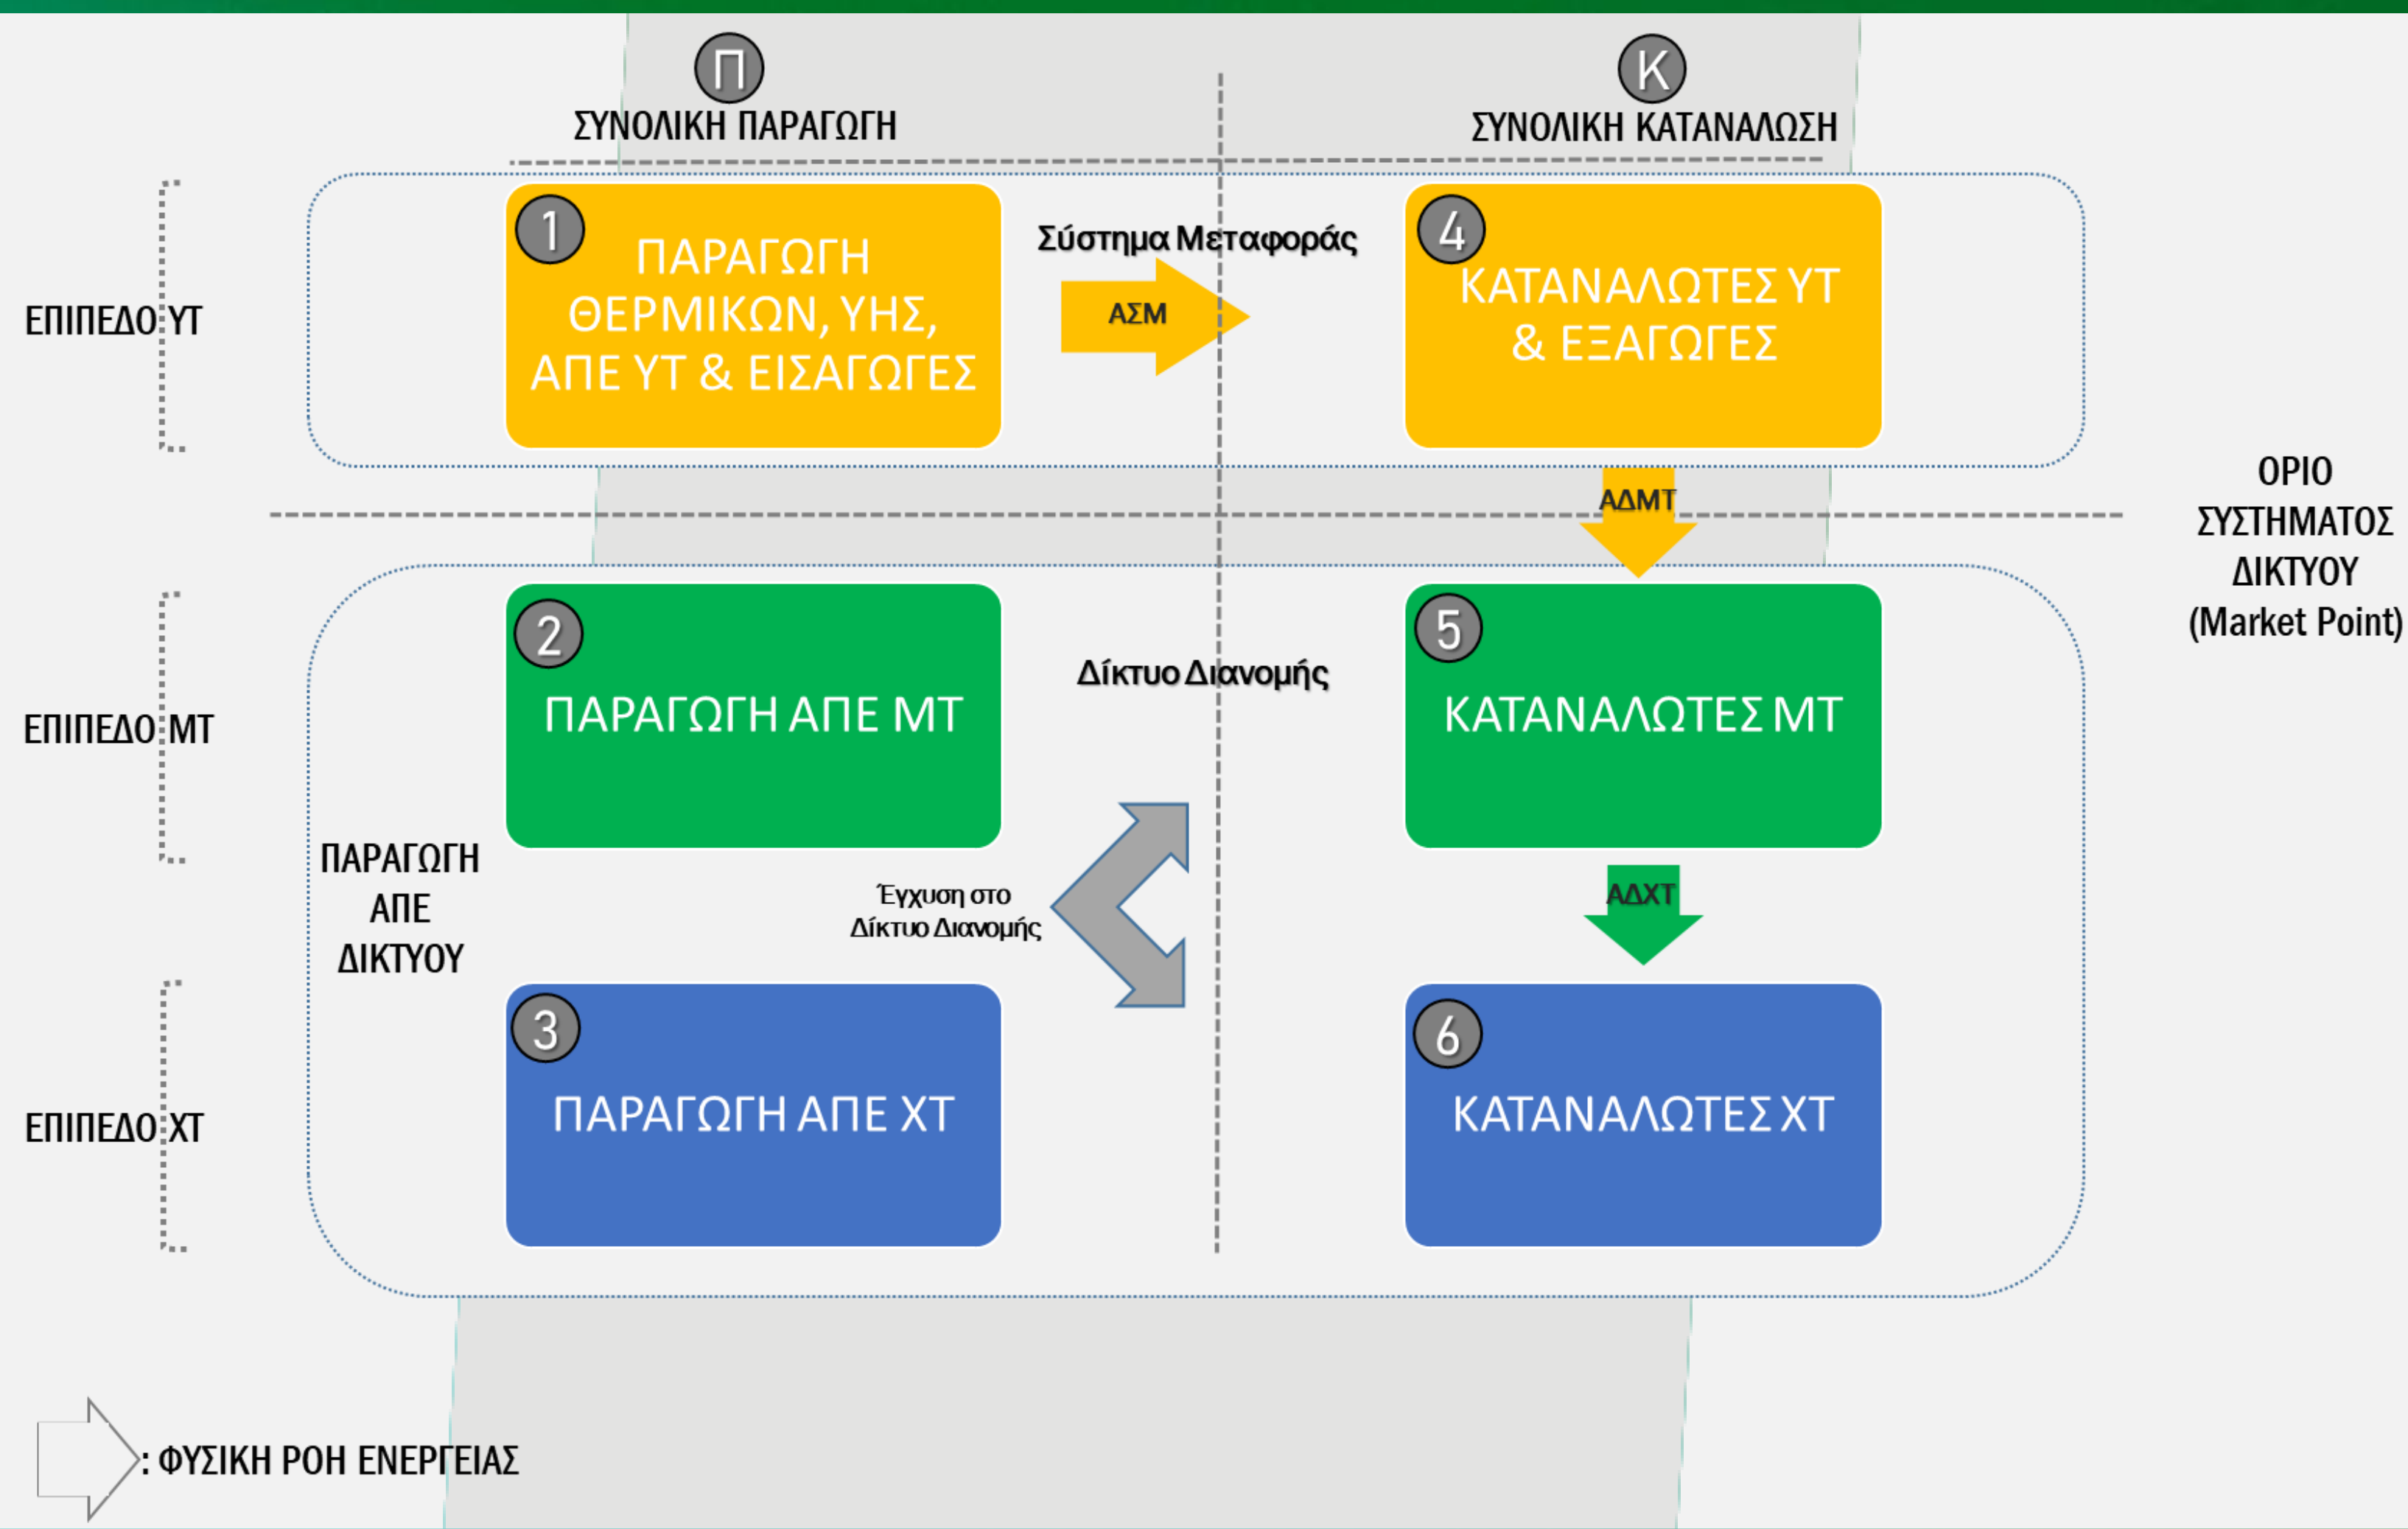 Π
Κ
ΣΥΝΟΛΙΚΗ ΠΑΡΑΓΩΓΗ
ΣΥΝΟΛΙΚΗ ΚΑΤΑΝΑΛΩΣΗ
ΕΠΙΠΕΔΟ ΥΤ
1
ΠΑΡΑΓΩΓΗ
ΘΕΡΜΙΚΩΝ, ΥΗΣ,
ΑΠΕ ΥΤ & ΕΙΣΑΓΩΓΕΣ
Σύστημα Μεταφοράς
ΑΣΜ
4
ΚΑΤΑΝΑΛΩΤΕΣ ΥΤ
& ΕΞΑΓΩΓΕΣ
ΑΔΜΤ
ΟΡΙΟ
ΣΥΣΤΗΜΑΤΟΣ
ΔΙΚΤΥΟΥ
(Market Point)
ΕΠΙΠΕΔΟ ΜΤ
2
ΠΑΡΑΓΩΓΗ ΑΠΕ ΜΤ
Δίκτυο Διανομής
5
ΚΑΤΑΝΑΛΩΤΕΣ ΜΤ
ΠΑΡΑΓΩΓΗ
ΑΠΕ
ΔΙΚΤΥΟΥ
Έγχυση στο
Δίκτυο Διανομής
ΑΔΧΤ
ΕΠΙΠΕΔΟ ΧΤ
3
ΠΑΡΑΓΩΓΗ ΑΠΕ ΧΤ
6
ΚΑΤΑΝΑΛΩΤΕΣ ΧΤ
: ΦΥΣΙΚΗ ΡΟΗ ΕΝΕΡΓΕΙΑΣ